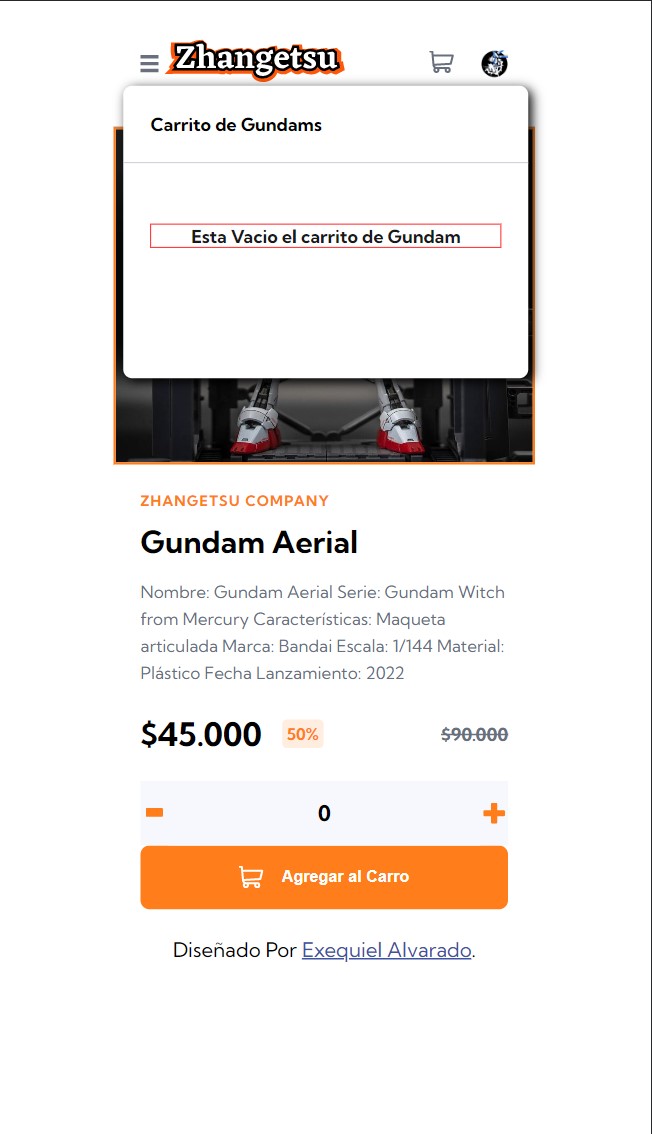 Zhangetsu
Carrito de Gundams
Esta Vacio el carrito de Gundam
ZHANGETSU COMPANY
Gundam Aerial
Nombre: Gundam Aerial Serie: Gundam Witch
from Mercury Características: Maqueta
articulada Marca: Bandai Escala: 1/144 Material:
Plástico Fecha Lanzamiento: 2022
$45.000 50% $90.000
0
Agregar al Carro
Diseñado Por Exequiel Alvarado.